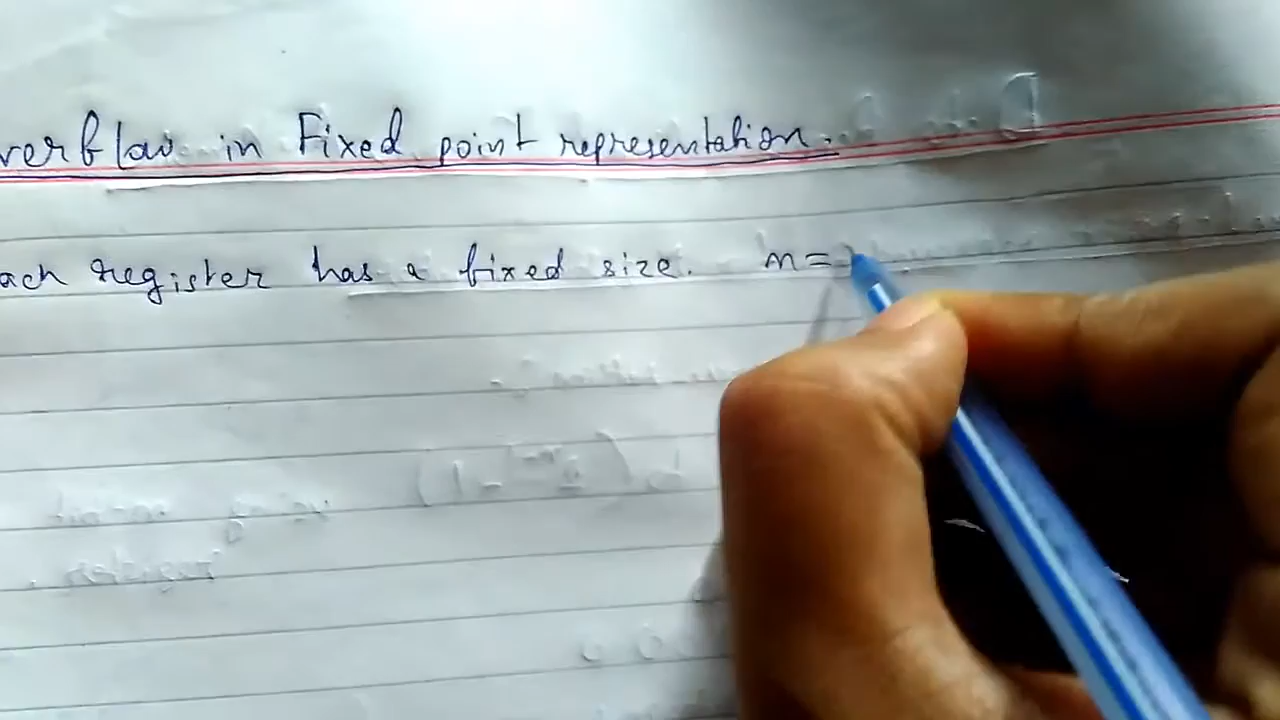 verflow in Fixed point representation.
ach register has a fixed size. n=